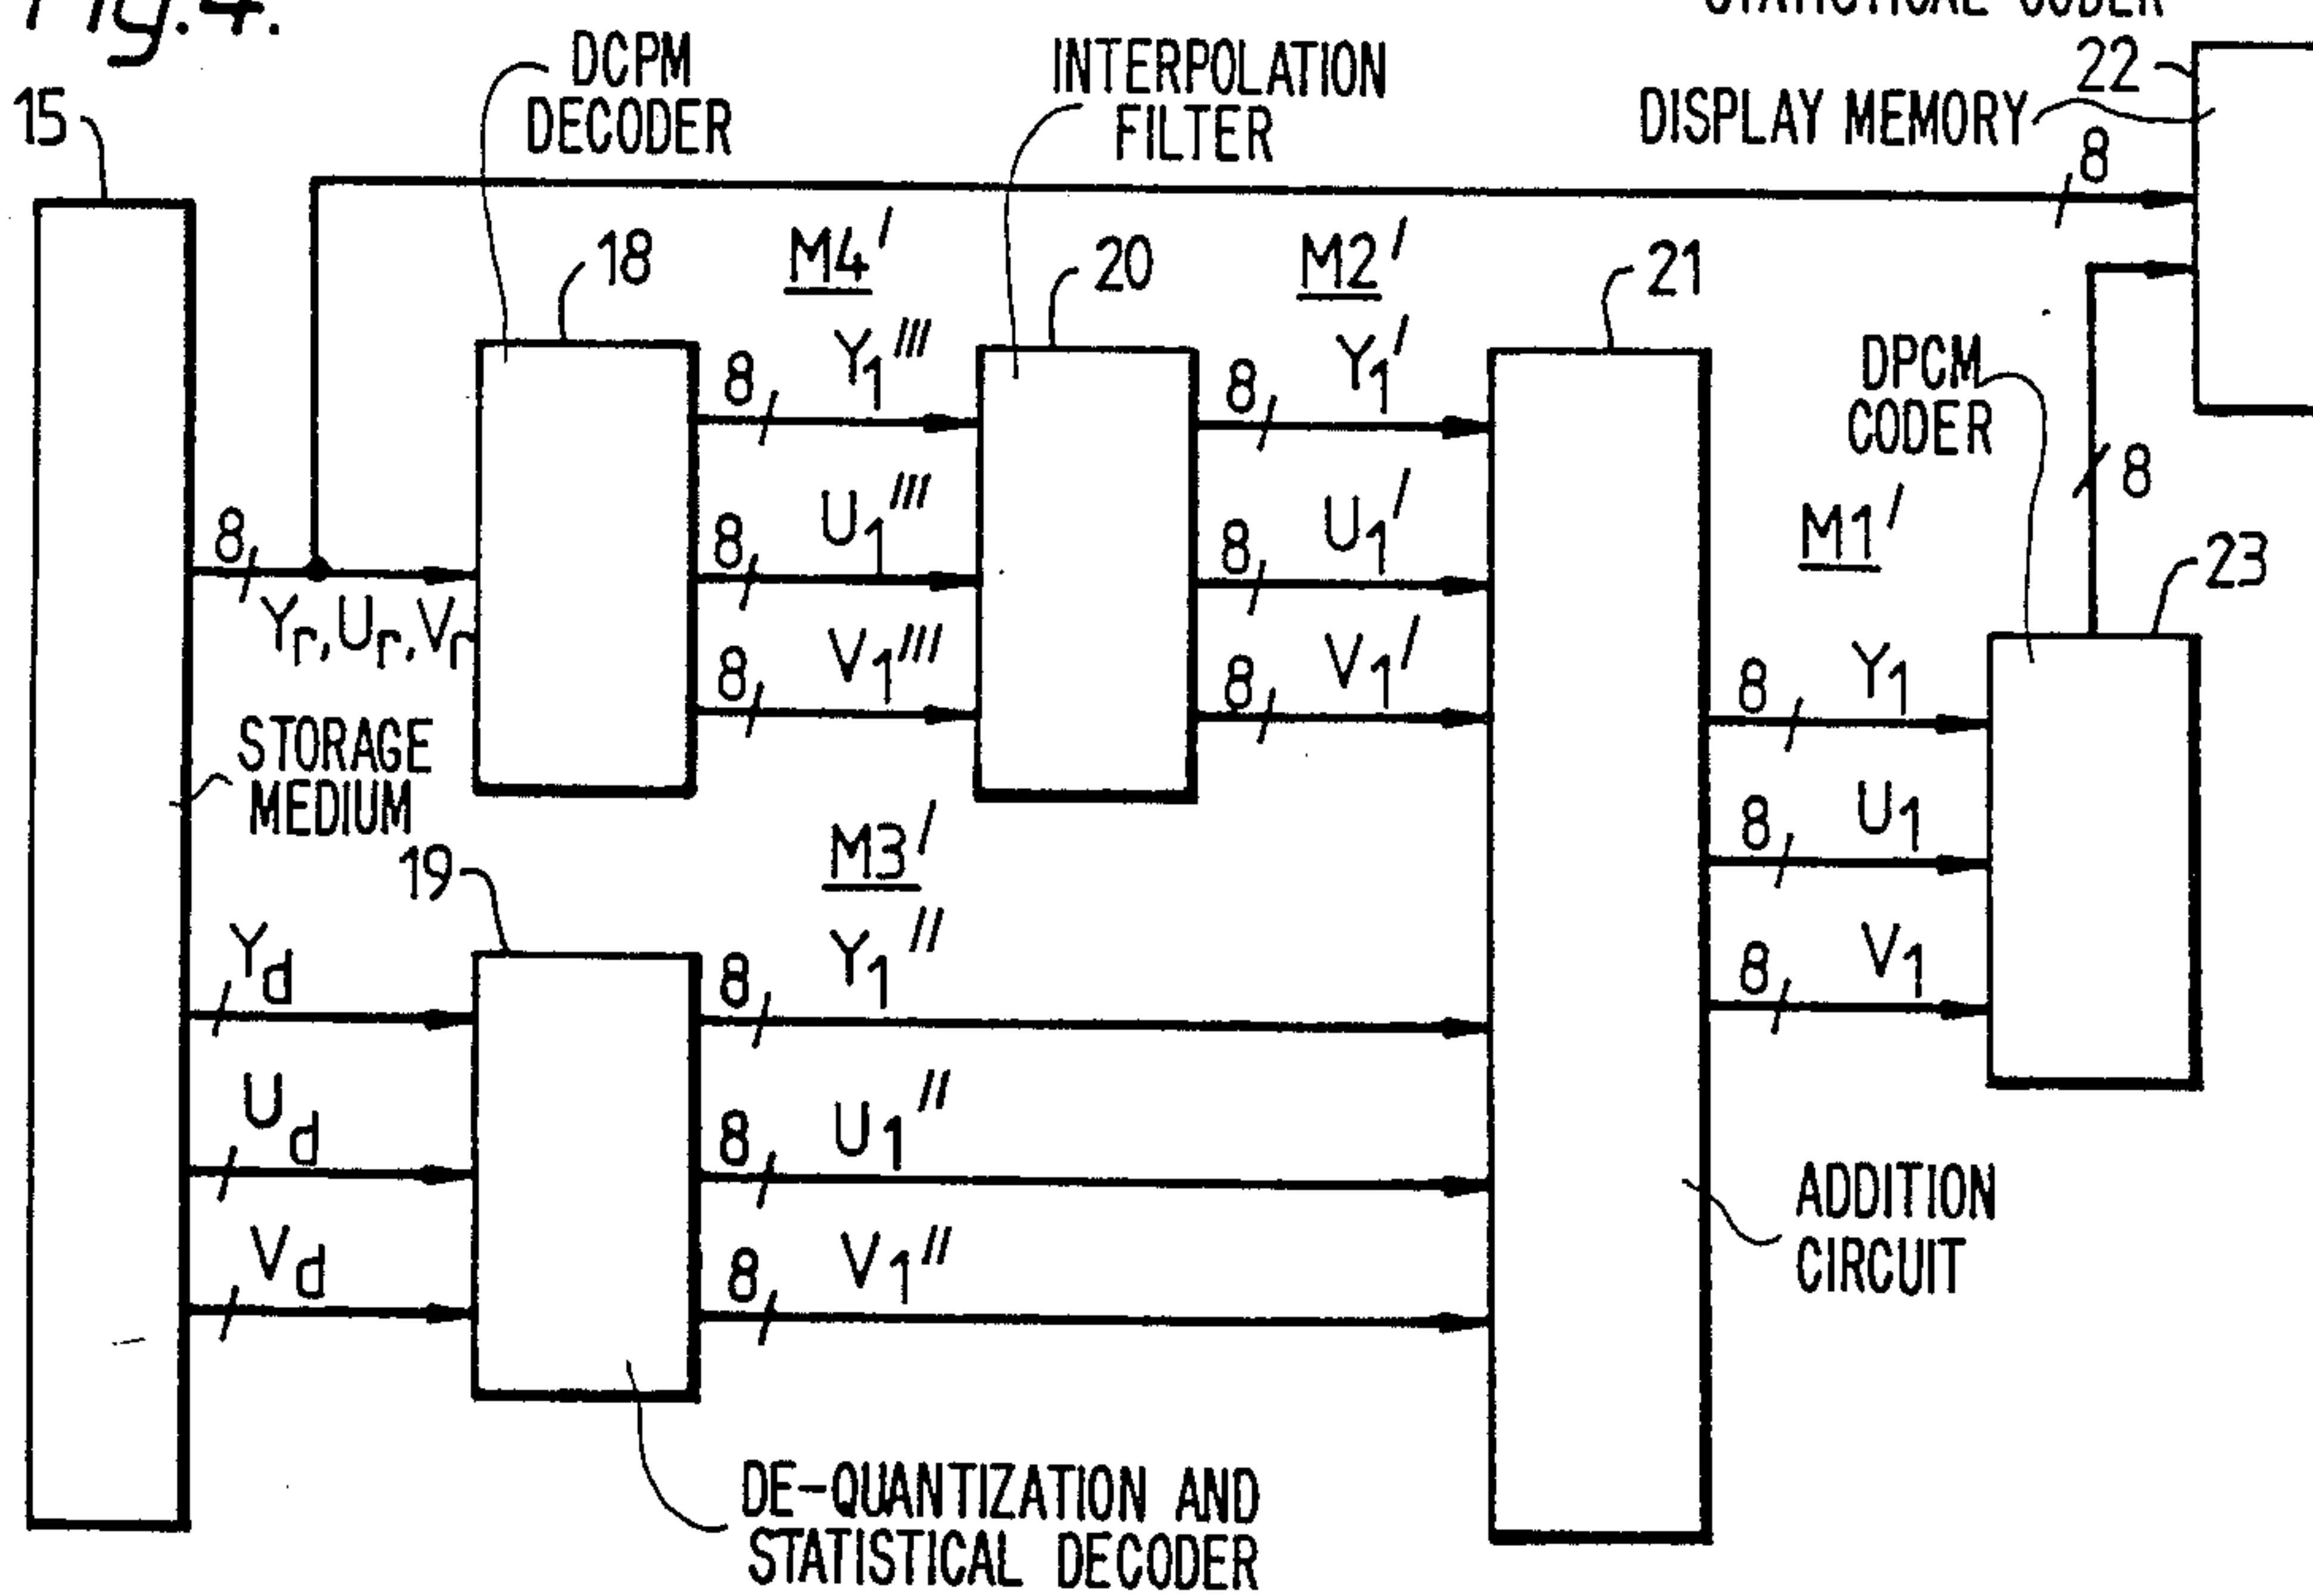 Fig.4.
STATISTICAL CODER
DCPM
DECODER
INTERPOLATION
FILTER
22
DISPLAY MEMORY
15
8
18
M4'
20
M2'
21
8
Y1'''
8
Y1'
DPCM
CODER
8
U1'''
8
U1'
8
M1'
8
Yr, Ur, Vr
23
8
V1'''
8
V1'
8
Y1
STORAGE
MEDIUM
8
U1
19
M3'
Yd
8
Y1''
8
V1
Ud
8
U1''
ADDITION
CIRCUIT
Vd
8
V1''
DE-QUANTIZATION AND
STATISTICAL DECODER